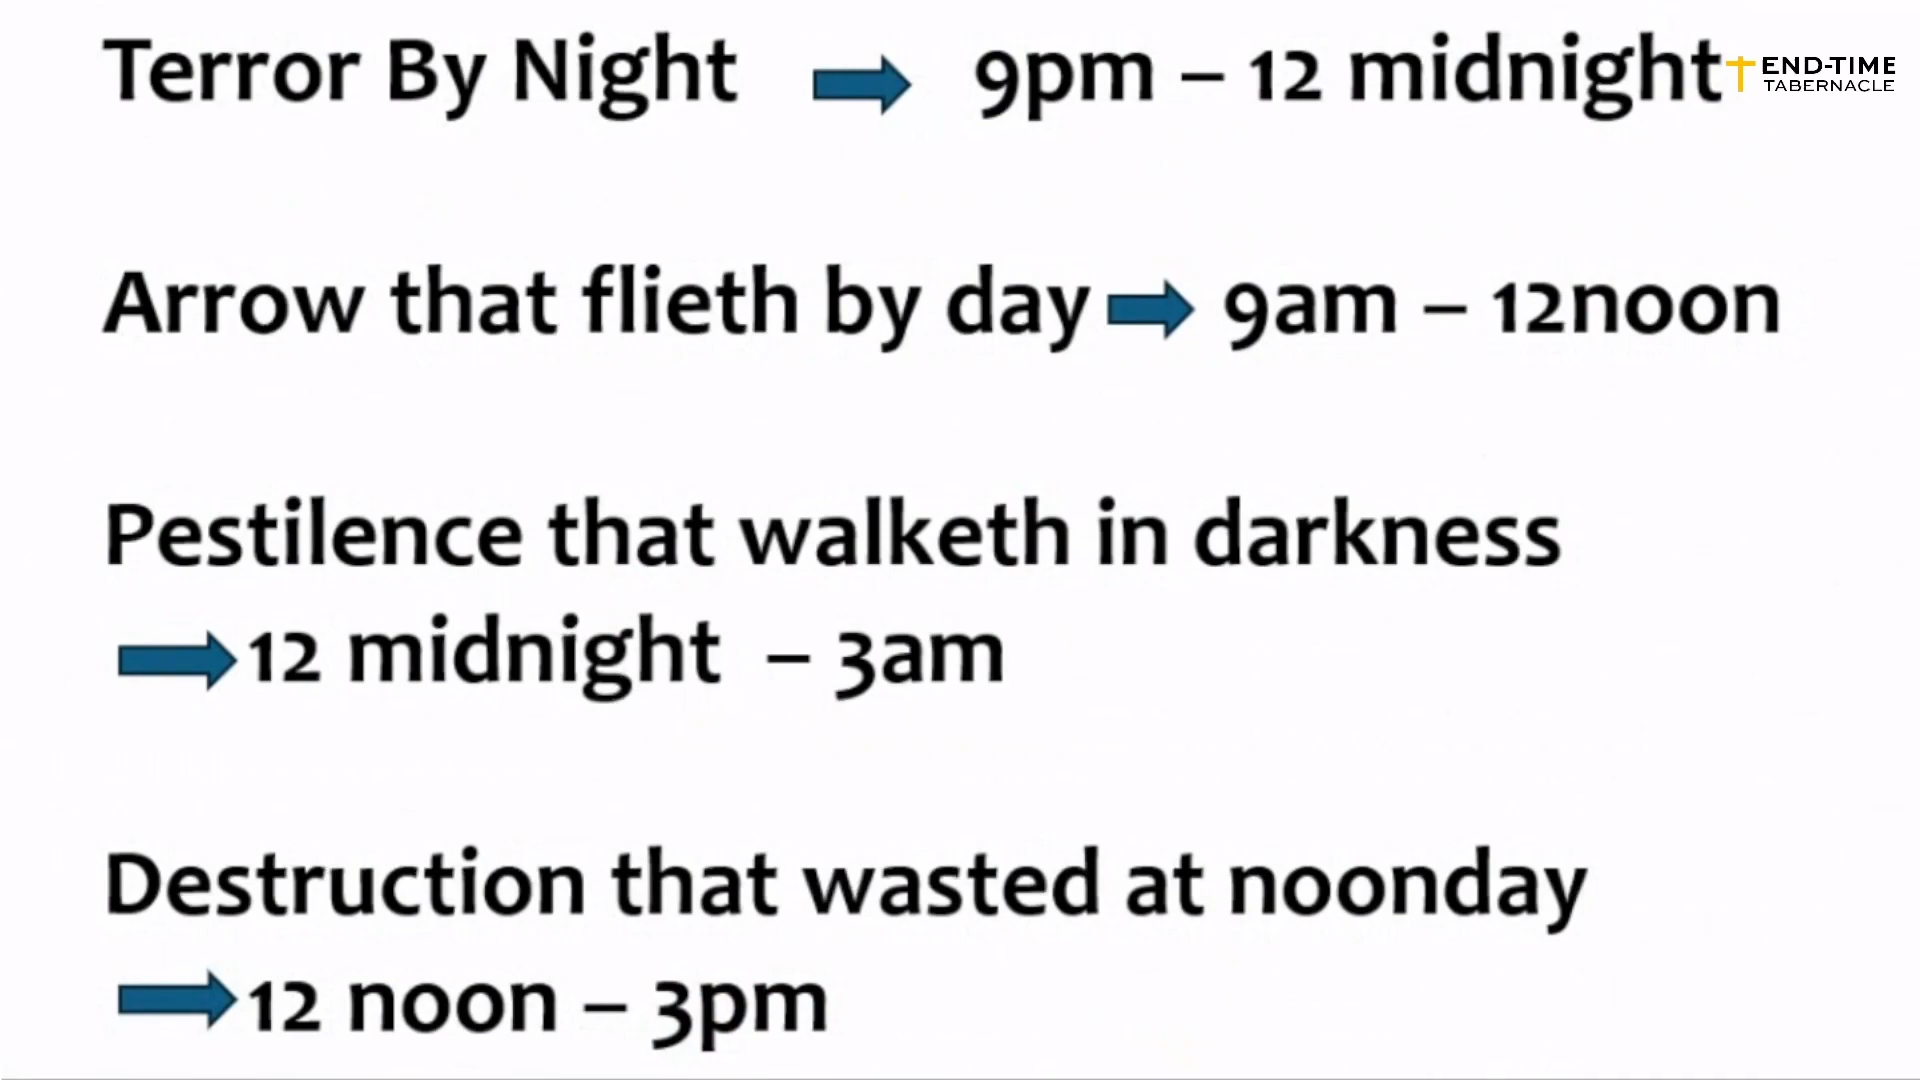 Terror By Night 9pm – 12 midnight
END-TIME
TABERNACLE
Arrow that flieth by day 9am – 12noon
Pestilence that walketh in darkness
12 midnight – 3am
Destruction that wasted at noonday
12 noon – 3pm